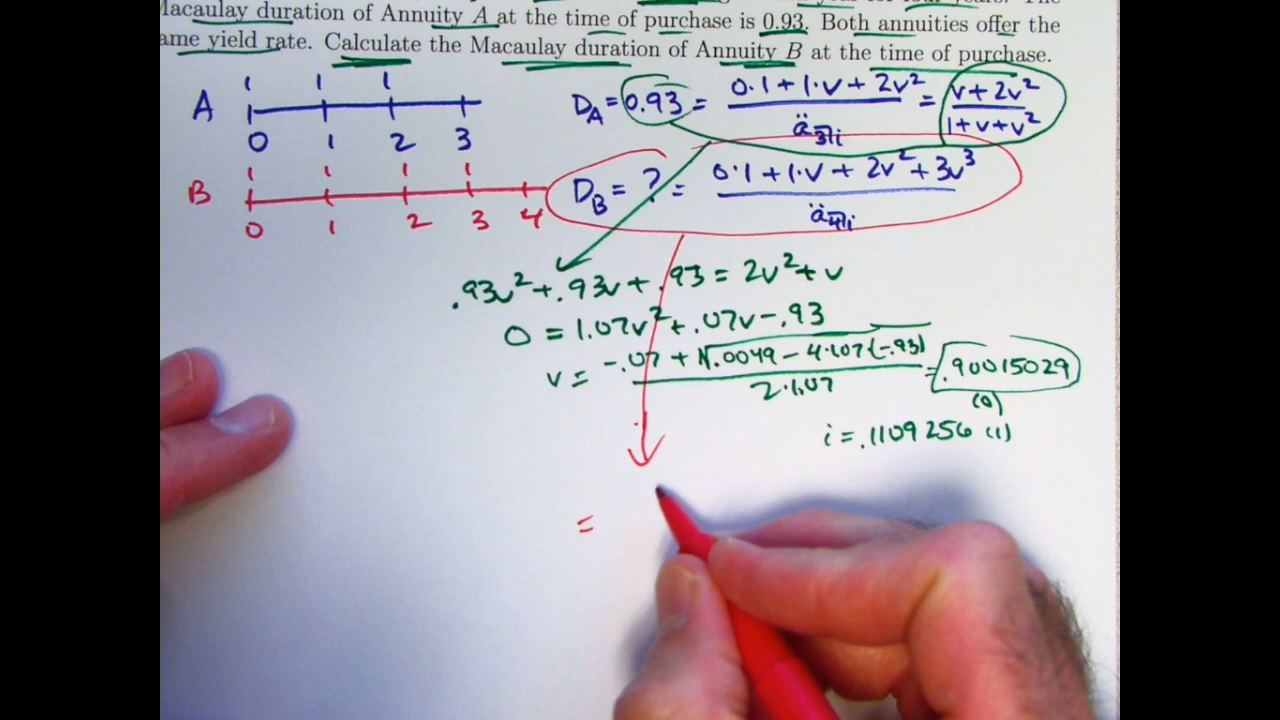 Macaulay duration of Annuity A at the time of purchase is 0.93. Both annuities offer the
ame yield rate. Calculate the Macaulay duration of Annuity B at the time of purchase.
1 1 1
A
0 1 2 3
D_A = 0.93 = (0·1 + 1·v + 2v²) / ä_3|i = (v + 2v²) / (1 + v + v²)
1 1 1 1
B
0 1 2 3 4
D_B = ? = (0·1 + 1·v + 2v² + 3v³) / ä_4|i
.93v² + .93v + .93 = 2v² + v
0 = 1.07v² + .07v - .93
v = (-.07 + √(.0049 - 4·1.07(-.93))) / (2·1.07) = .90015029
(0)
i = .1109256 (1)
=